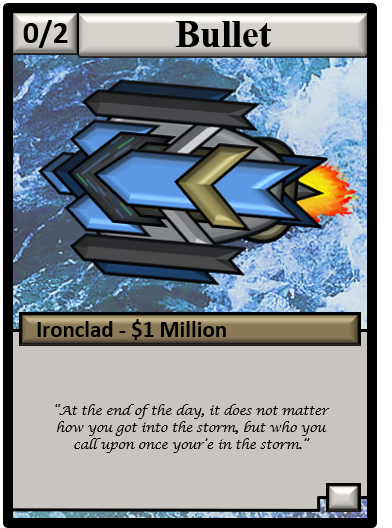 0/2
Bullet
Ironclad - $1 Million
"At the end of the day, it does not matter
how you got into the storm, but who you
call upon once your'e in the storm."